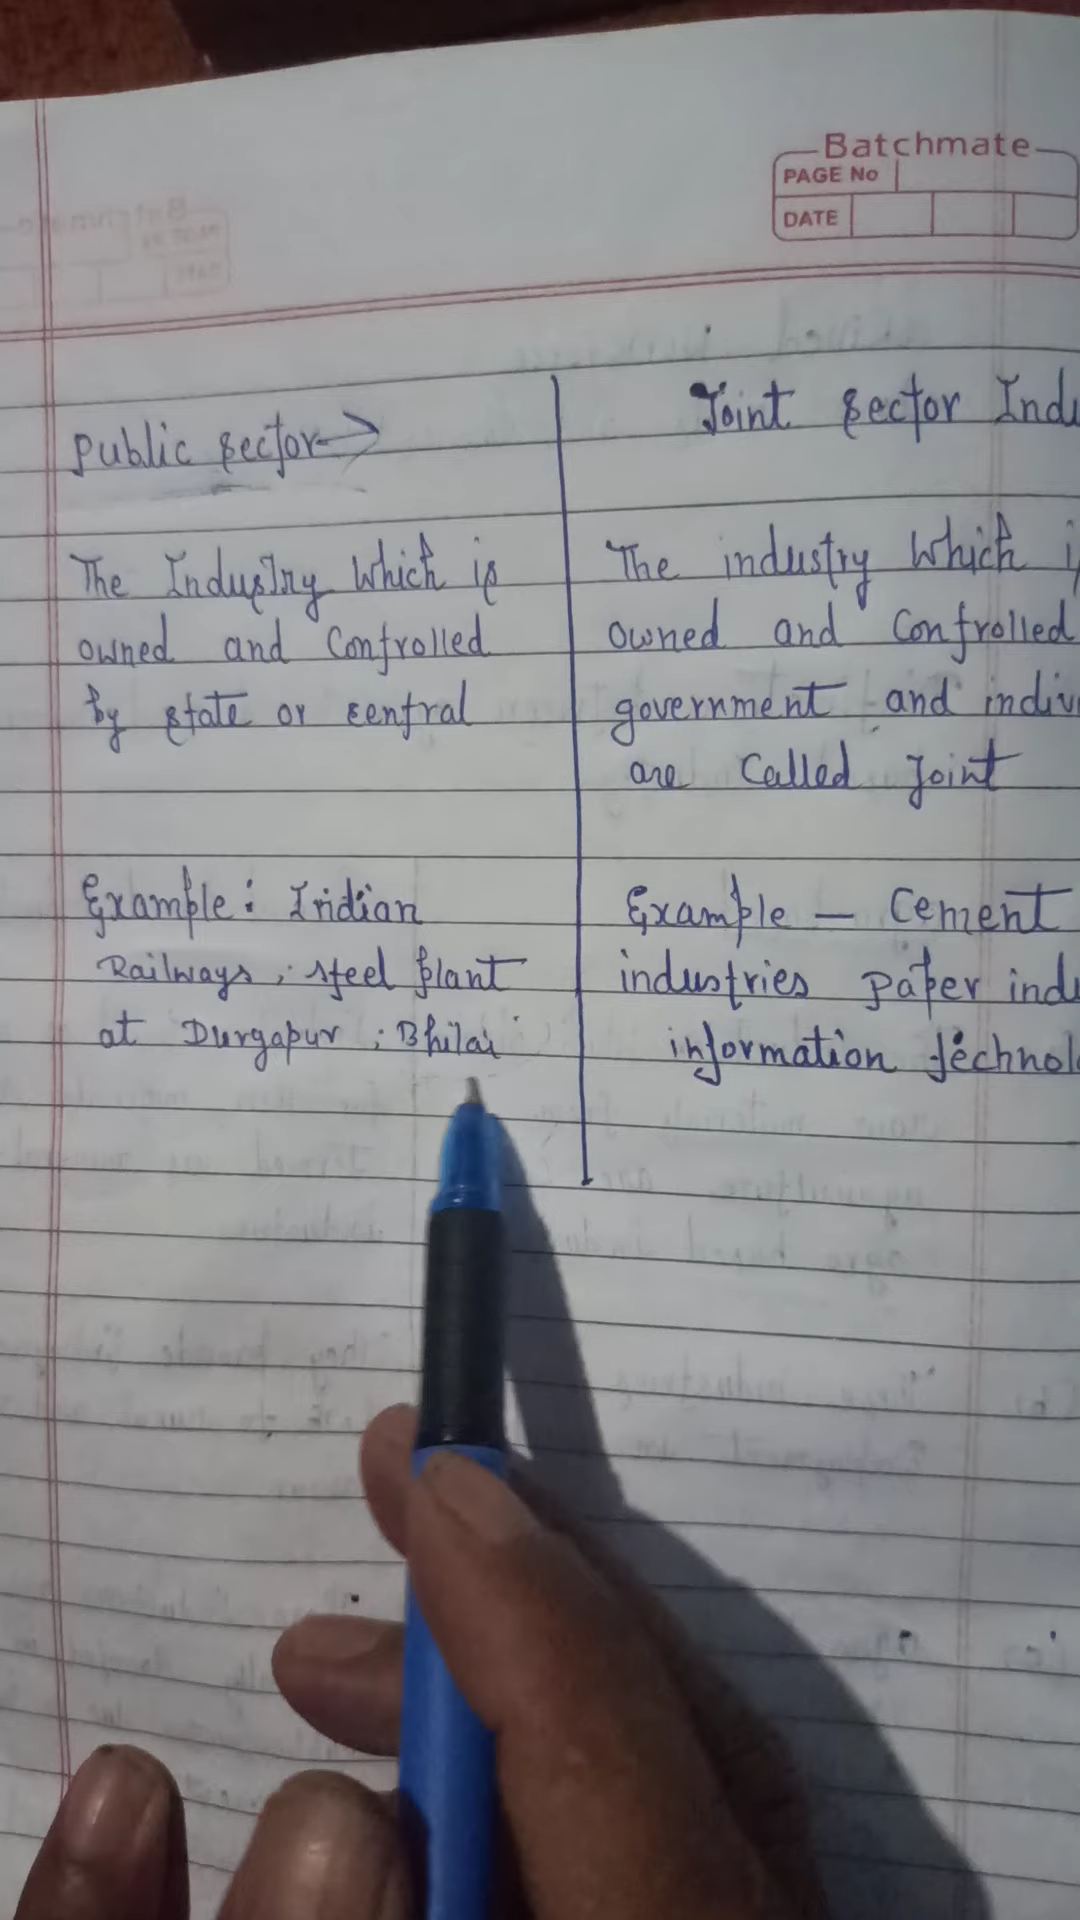 Batchmate
PAGE No
DATE
Public sector →
The Industry which is
owned and Controlled
by state or sentral
Example: Indian
Railways, steel plant
at Durgapur, Bhilai
Joint sector
The industry which
owned and Controlled
government and
are Called Joint
Example — Cement
industries paper
information